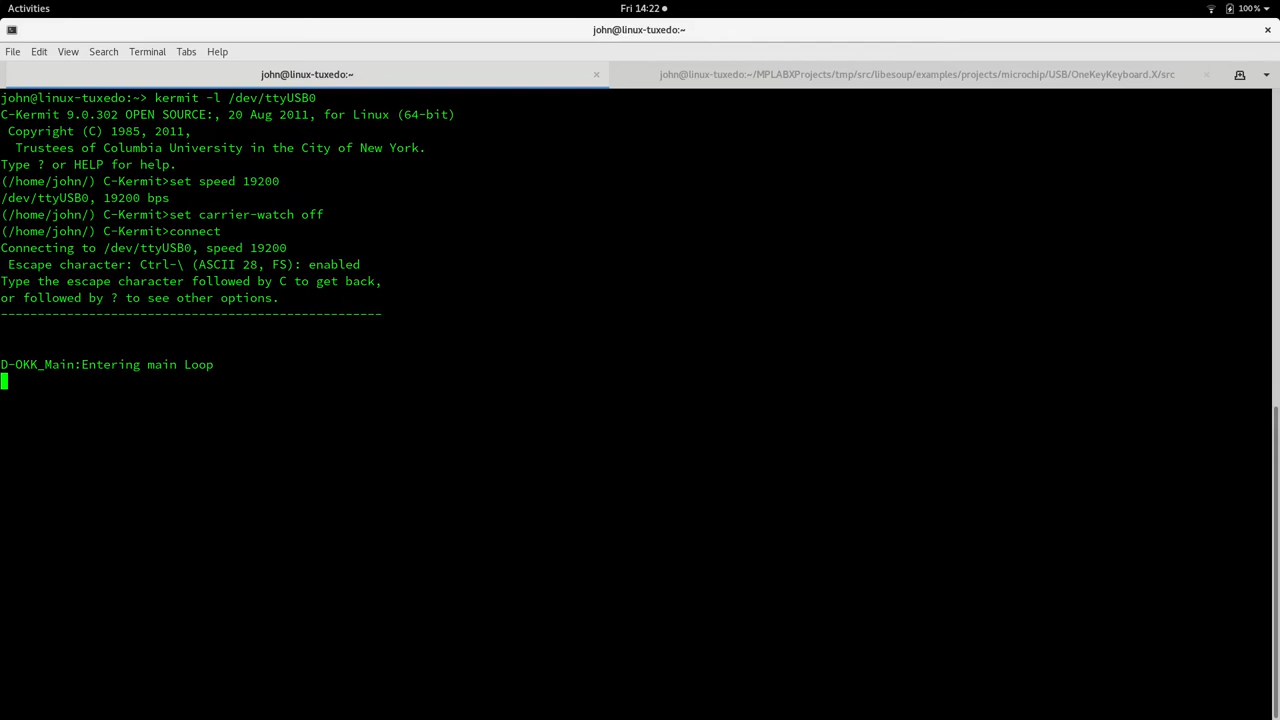 Activities
Fri 14:22
100%
john@linux-tuxedo:~
File Edit View Search Terminal Tabs Help
john@linux-tuxedo:~
john@linux-tuxedo:~/MPLABXProjects/tmp/src/libesoup/examples/projects/microchip/USB/OneKeyKeyboard.X/src
john@linux-tuxedo:~> kermit -l /dev/ttyUSB0
C-Kermit 9.0.302 OPEN SOURCE:, 20 Aug 2011, for Linux (64-bit)
 Copyright (C) 1985, 2011,
  Trustees of Columbia University in the City of New York.
Type ? or HELP for help.
(/home/john/) C-Kermit>set speed 19200
/dev/ttyUSB0, 19200 bps
(/home/john/) C-Kermit>set carrier-watch off
(/home/john/) C-Kermit>connect
Connecting to /dev/ttyUSB0, speed 19200
 Escape character: Ctrl-\ (ASCII 28, FS): enabled
Type the escape character followed by C to get back,
or followed by ? to see other options.
----------------------------------------------------
D-OKK_Main:Entering main Loop